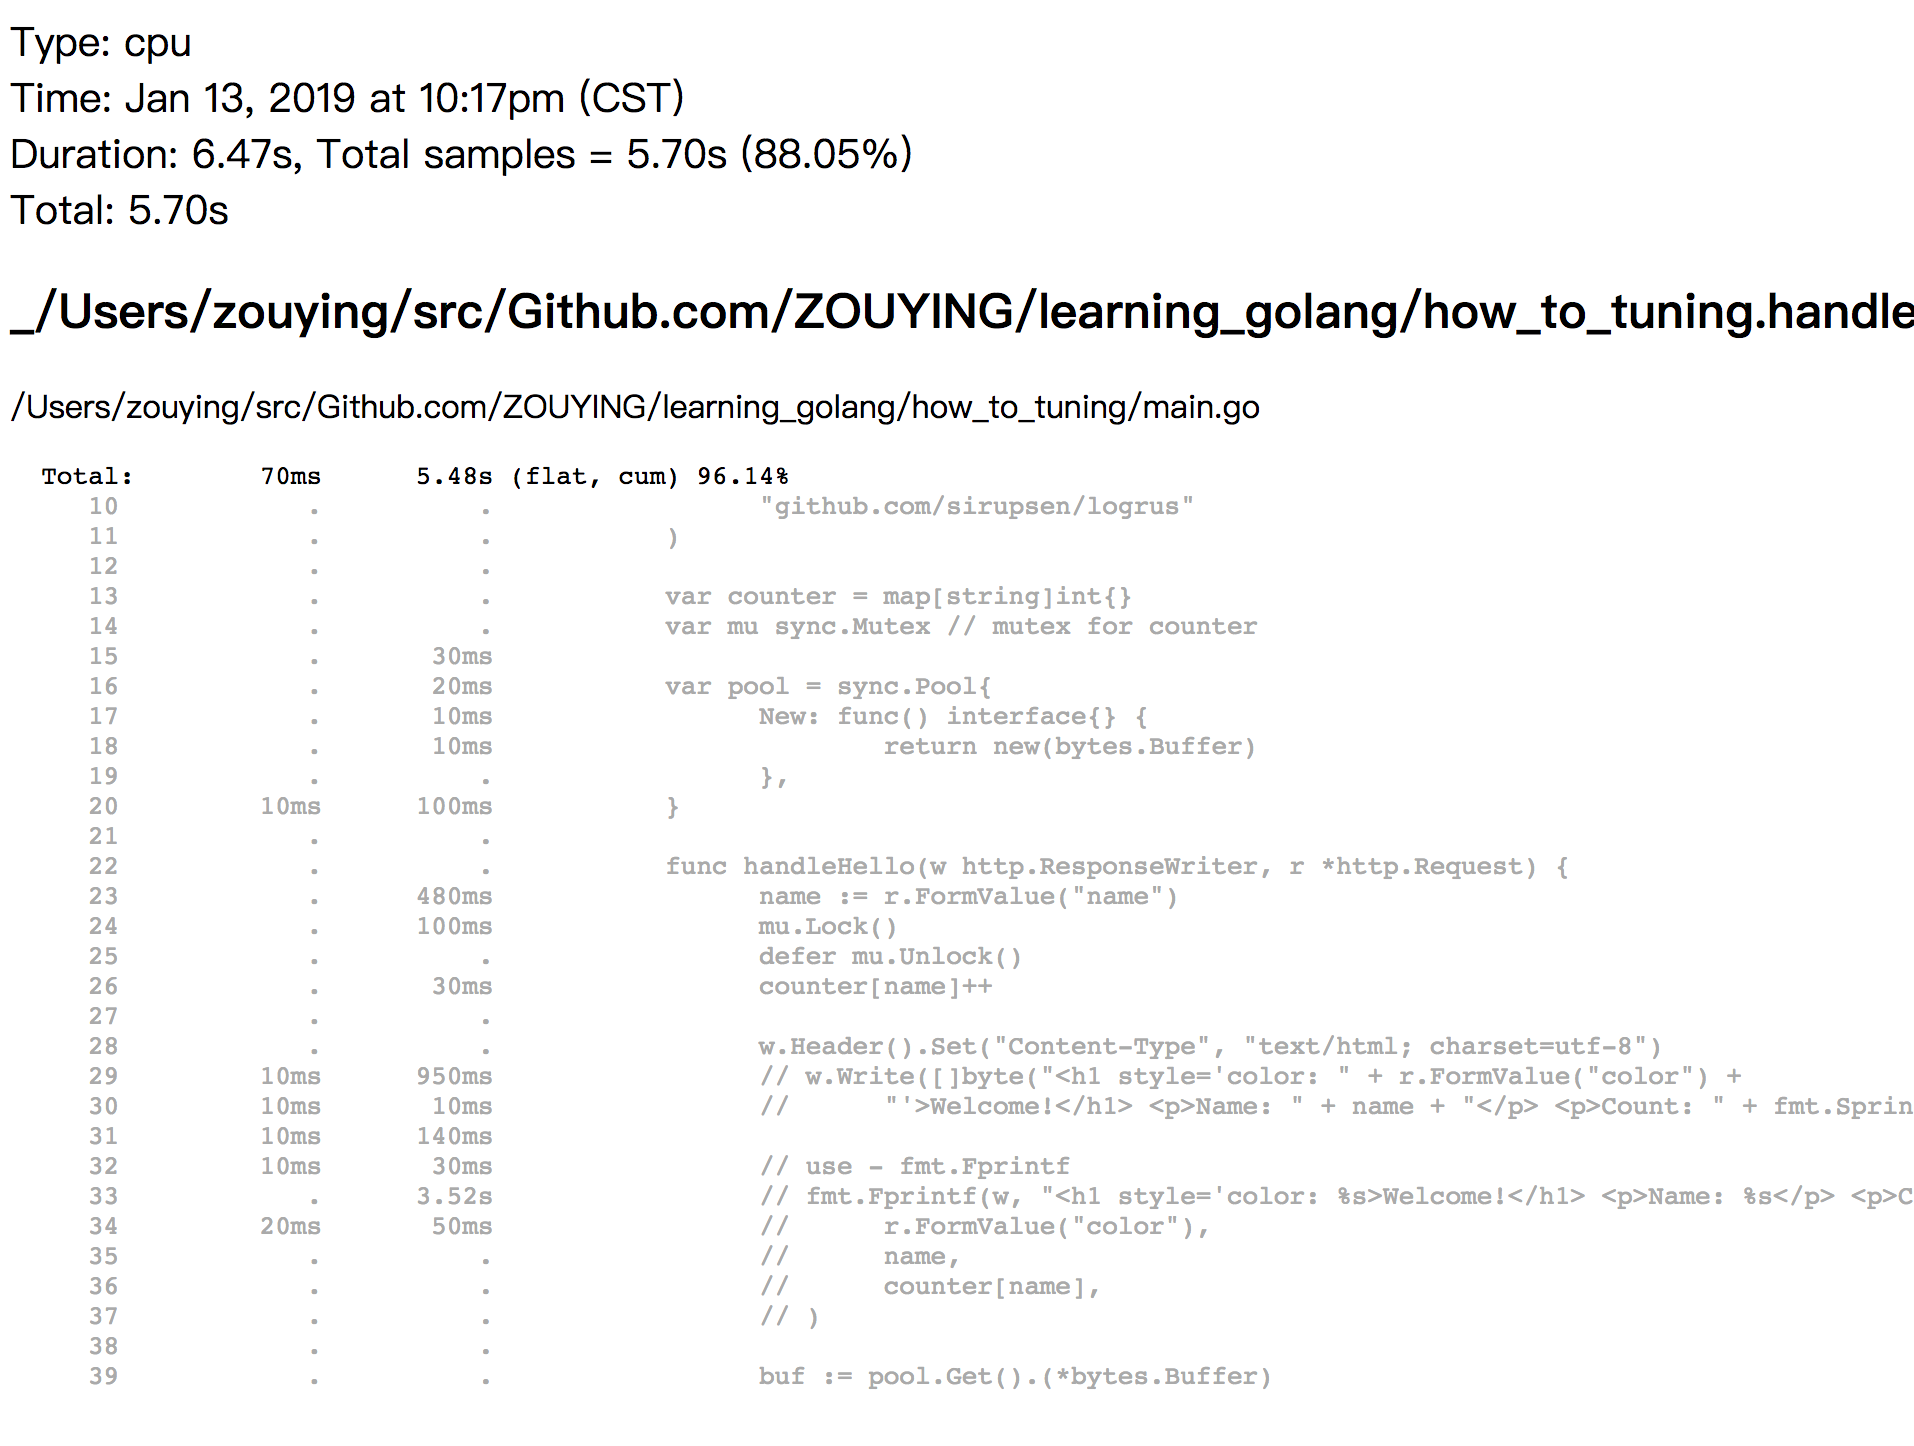 Type: cpu
Time: Jan 13, 2019 at 10:17pm (CST)
Duration: 6.47s, Total samples = 5.70s (88.05%)
Total: 5.70s
_/Users/zouying/src/Github.com/ZOUYING/learning_golang/how_to_tuning.handle
/Users/zouying/src/Github.com/ZOUYING/learning_golang/how_to_tuning/main.go
Total: 70ms 5.48s (flat, cum) 96.14%
10 . . "github.com/sirupsen/logrus"
11 . . )
12 . .
13 . . var counter = map[string]int{}
14 . . var mu sync.Mutex // mutex for counter
15 . 30ms
16 . 20ms var pool = sync.Pool{
17 . 10ms New: func() interface{} {
18 . 10ms return new(bytes.Buffer)
19 . . },
20 10ms 100ms }
21 . .
22 . . func handleHello(w http.ResponseWriter, r *http.Request) {
23 . 480ms name := r.FormValue("name")
24 . 100ms mu.Lock()
25 . . defer mu.Unlock()
26 . 30ms counter[name]++
27 . .
28 . . w.Header().Set("Content-Type", "text/html; charset=utf-8")
29 10ms 950ms // w.Write([]byte("<h1 style='color: " + r.FormValue("color") +
30 10ms 10ms // "'>Welcome!</h1> <p>Name: " + name + "</p> <p>Count: " + fmt.Sprin
31 10ms 140ms
32 10ms 30ms // use - fmt.Fprintf
33 . 3.52s // fmt.Fprintf(w, "<h1 style='color: %s>Welcome!</h1> <p>Name: %s</p> <p>C
34 20ms 50ms // r.FormValue("color"),
35 . . // name,
36 . . // counter[name],
37 . . // )
38 . .
39 . . buf := pool.Get().(*bytes.Buffer)